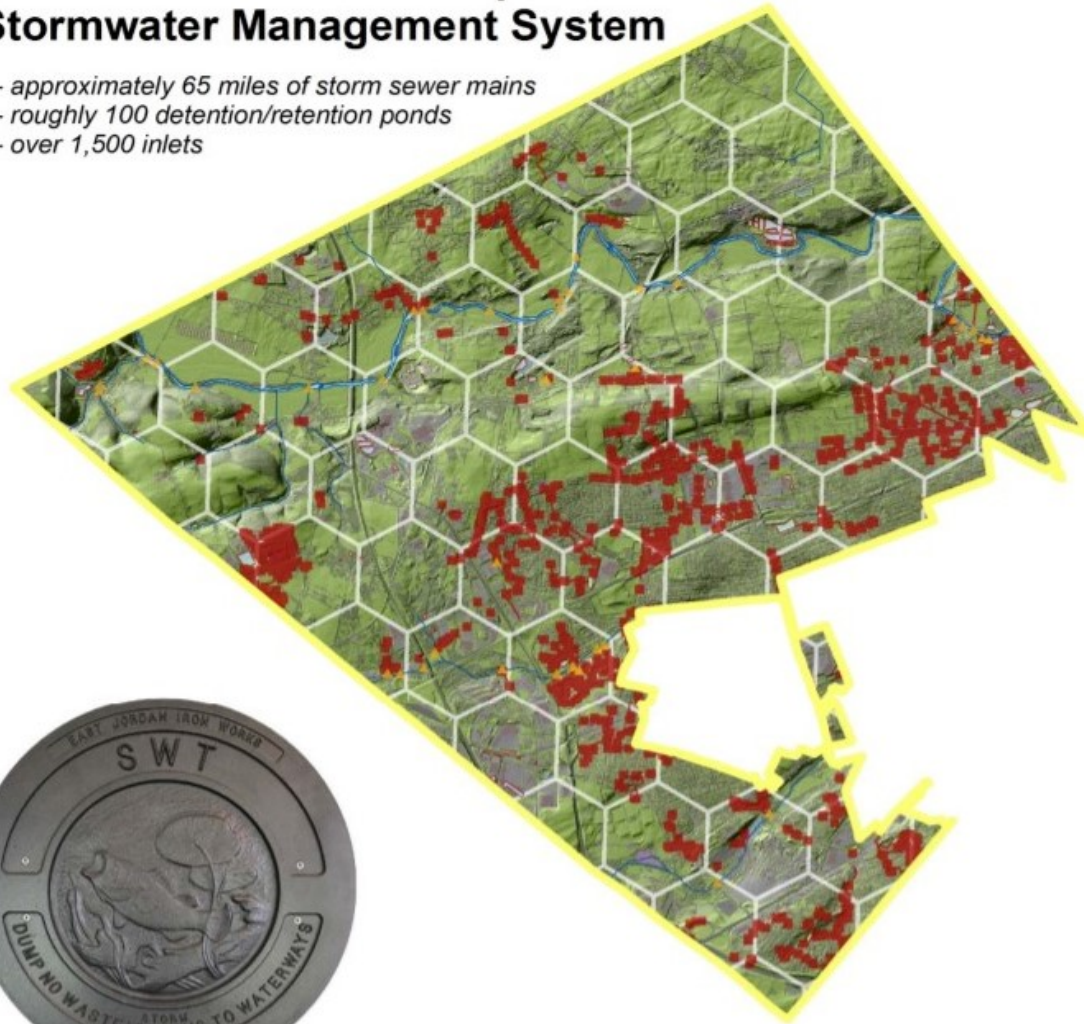 Stormwater Management System
- approximately 65 miles of storm sewer mains
- roughly 100 detention/retention ponds
- over 1,500 inlets
EAST JORDAN IRON WORKS
SWT
DUMP NO WASTE TO WATERWAYS
STORM